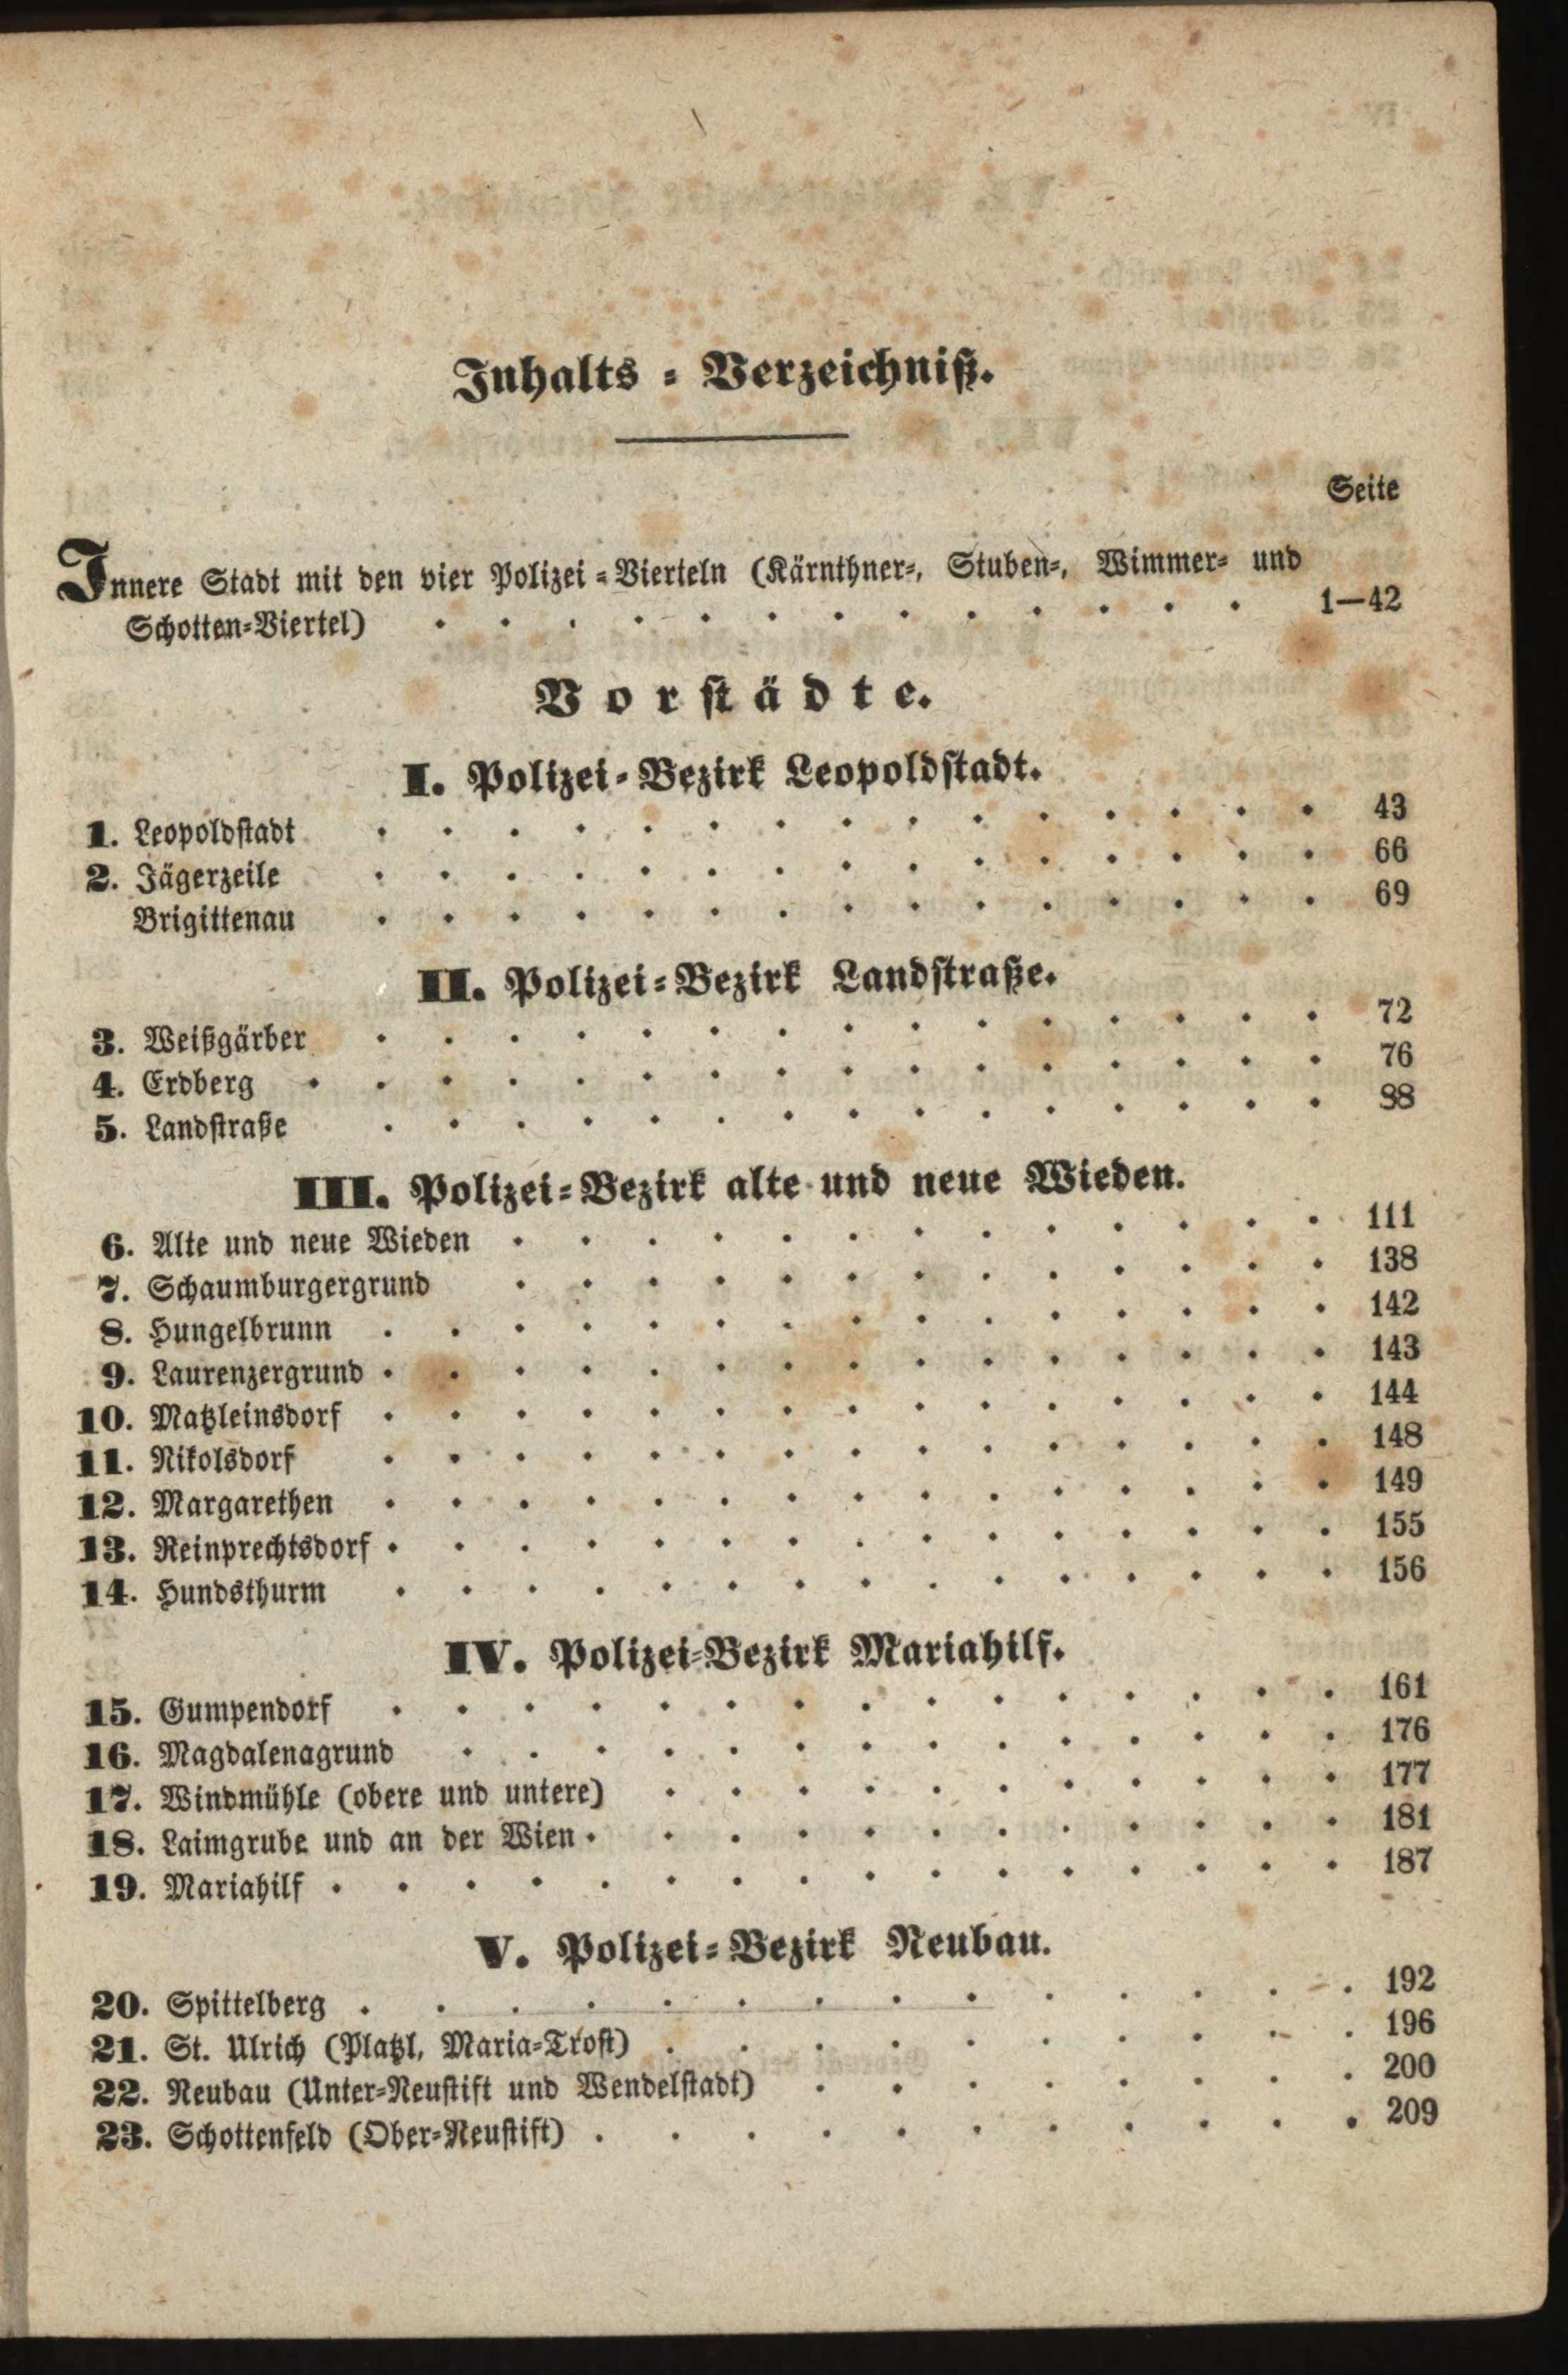 Inhalts-Verzeichniß.
Seite
Innere Stadt mit den vier Polizei-Vierteln (Kärnthner-, Stuben-, Wimmer- und
Schotten-Viertel) . . . . . . . . . . . . . 1—42
Vorstädte.
I. Polizei-Bezirk Leopoldstadt.
1. Leopoldstadt . . . . . . . . . . . . . . . 43
2. Jägerzeile . . . . . . . . . . . . . . . 66
Brigittenau . . . . . . . . . . . . . . . 69
II. Polizei-Bezirk Landstraße.
3. Weißgärber . . . . . . . . . . . . . . . 72
4. Erdberg . . . . . . . . . . . . . . . . 76
5. Landstraße . . . . . . . . . . . . . . . 88
III. Polizei-Bezirk alte und neue Wieden.
6. Alte und neue Wieden . . . . . . . . . . . . . 111
7. Schaumburgergrund . . . . . . . . . . . . . 138
8. Hungelbrunn . . . . . . . . . . . . . . . 142
9. Laurenzergrund . . . . . . . . . . . . . . . 143
10. Matzleinsdorf . . . . . . . . . . . . . . . 144
11. Nikolsdorf . . . . . . . . . . . . . . . 148
12. Margarethen . . . . . . . . . . . . . . . 149
13. Reinprechtsdorf . . . . . . . . . . . . . . . 155
14. Hundsthurm . . . . . . . . . . . . . . . 156
IV. Polizei-Bezirk Mariahilf.
15. Gumpendorf . . . . . . . . . . . . . . . 161
16. Magdalenagrund . . . . . . . . . . . . . . 176
17. Windmühle (obere und untere) . . . . . . . . . . . 177
18. Laimgrube und an der Wien . . . . . . . . . . . . 181
19. Mariahilf . . . . . . . . . . . . . . . . 187
V. Polizei-Bezirk Neubau.
20. Spittelberg . . . . . . . . . . . . . . 192
21. St. Ulrich (Platzl, Maria-Trost) . . . . . . . . . . 196
22. Neubau (Unter-Neustift und Wendelstadt) . . . . . . . . 200
23. Schottenfeld (Ober-Neustift) . . . . . . . . . . . 209